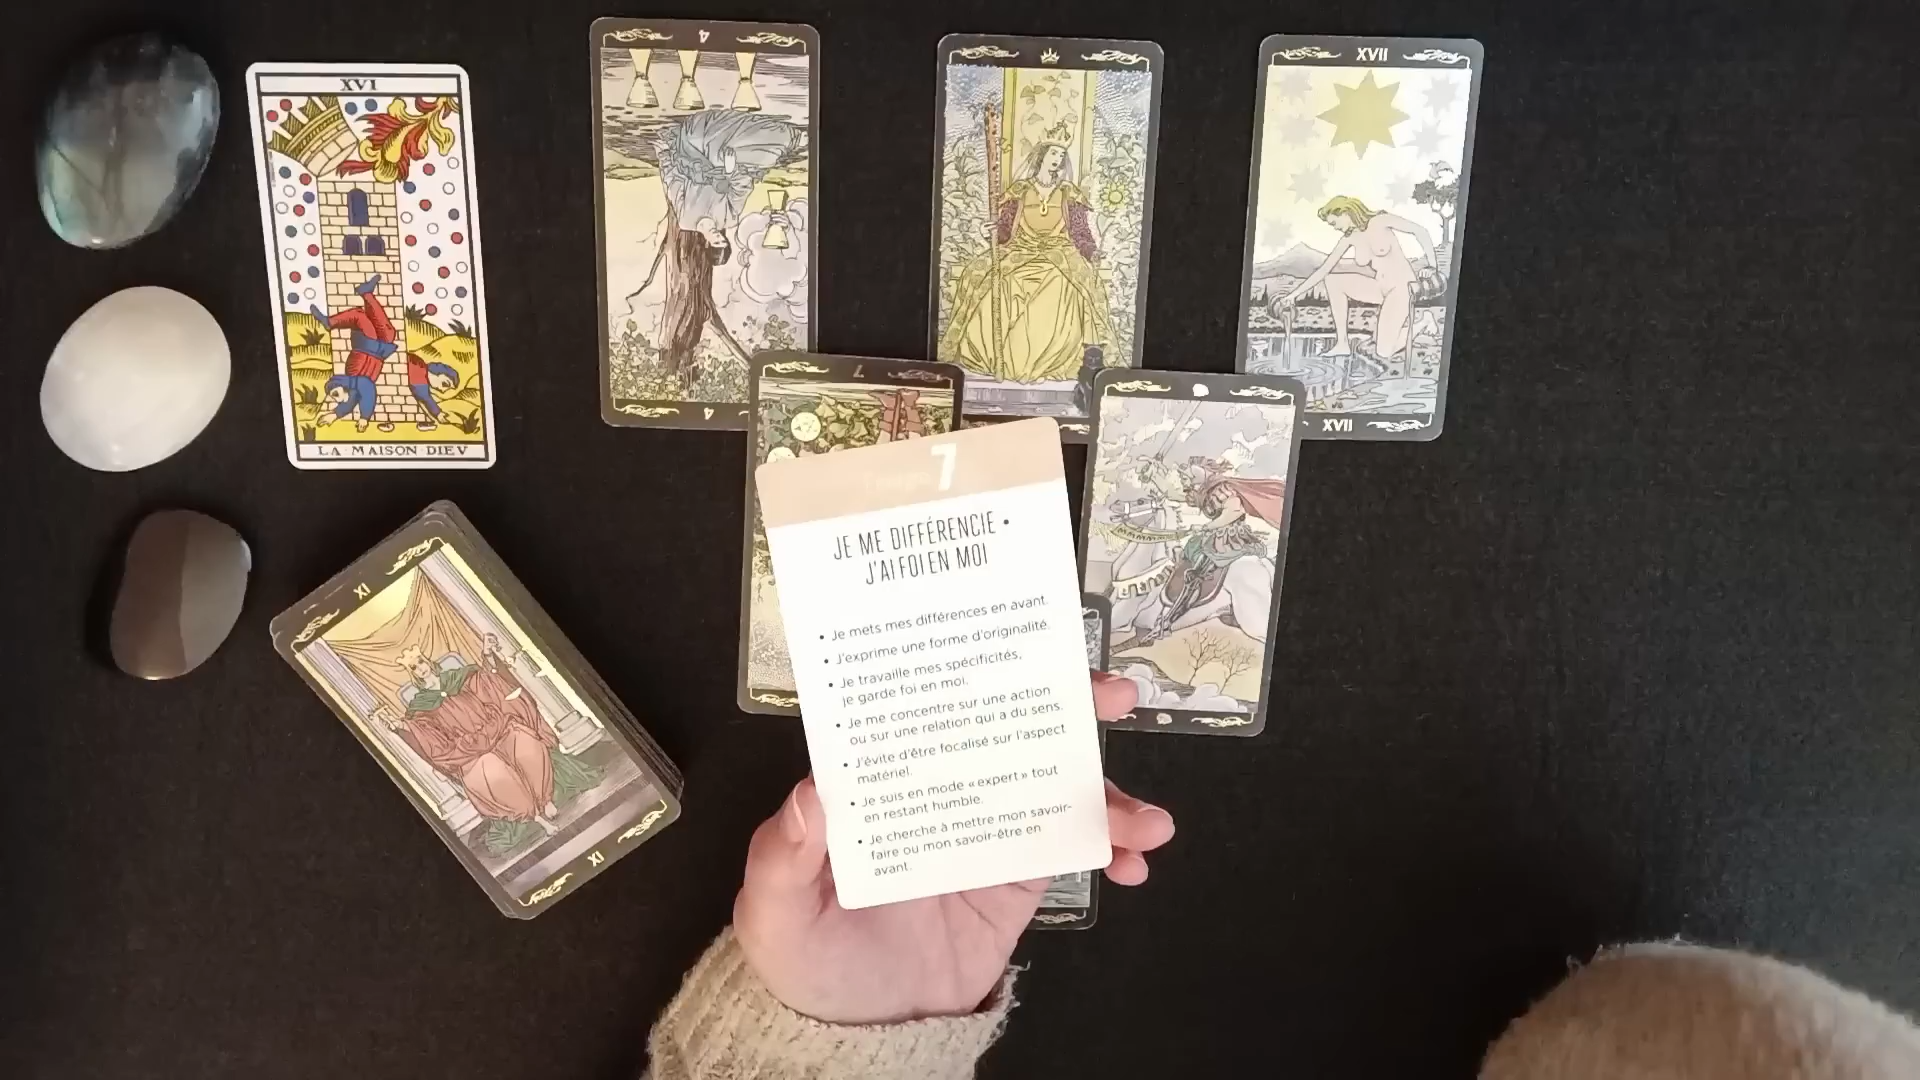 XVI
LA·MAISON·DIEV
4
4
XVII
XVII
7
7
JE ME DIFFÉRENCIE •
J'AI FOI EN MOI
• Je mets mes différences en avant.
• J'exprime une forme d'originalité.
• Je travaille mes spécificités,
je garde foi en moi.
• Je me concentre sur une action
ou sur une relation qui a du sens.
• J'évite d'être focalisé sur l'aspect
matériel.
• Je suis en mode « expert » tout
en restant humble.
• Je cherche à mettre mon savoir-
faire ou mon savoir-être en
avant.
XI
XI